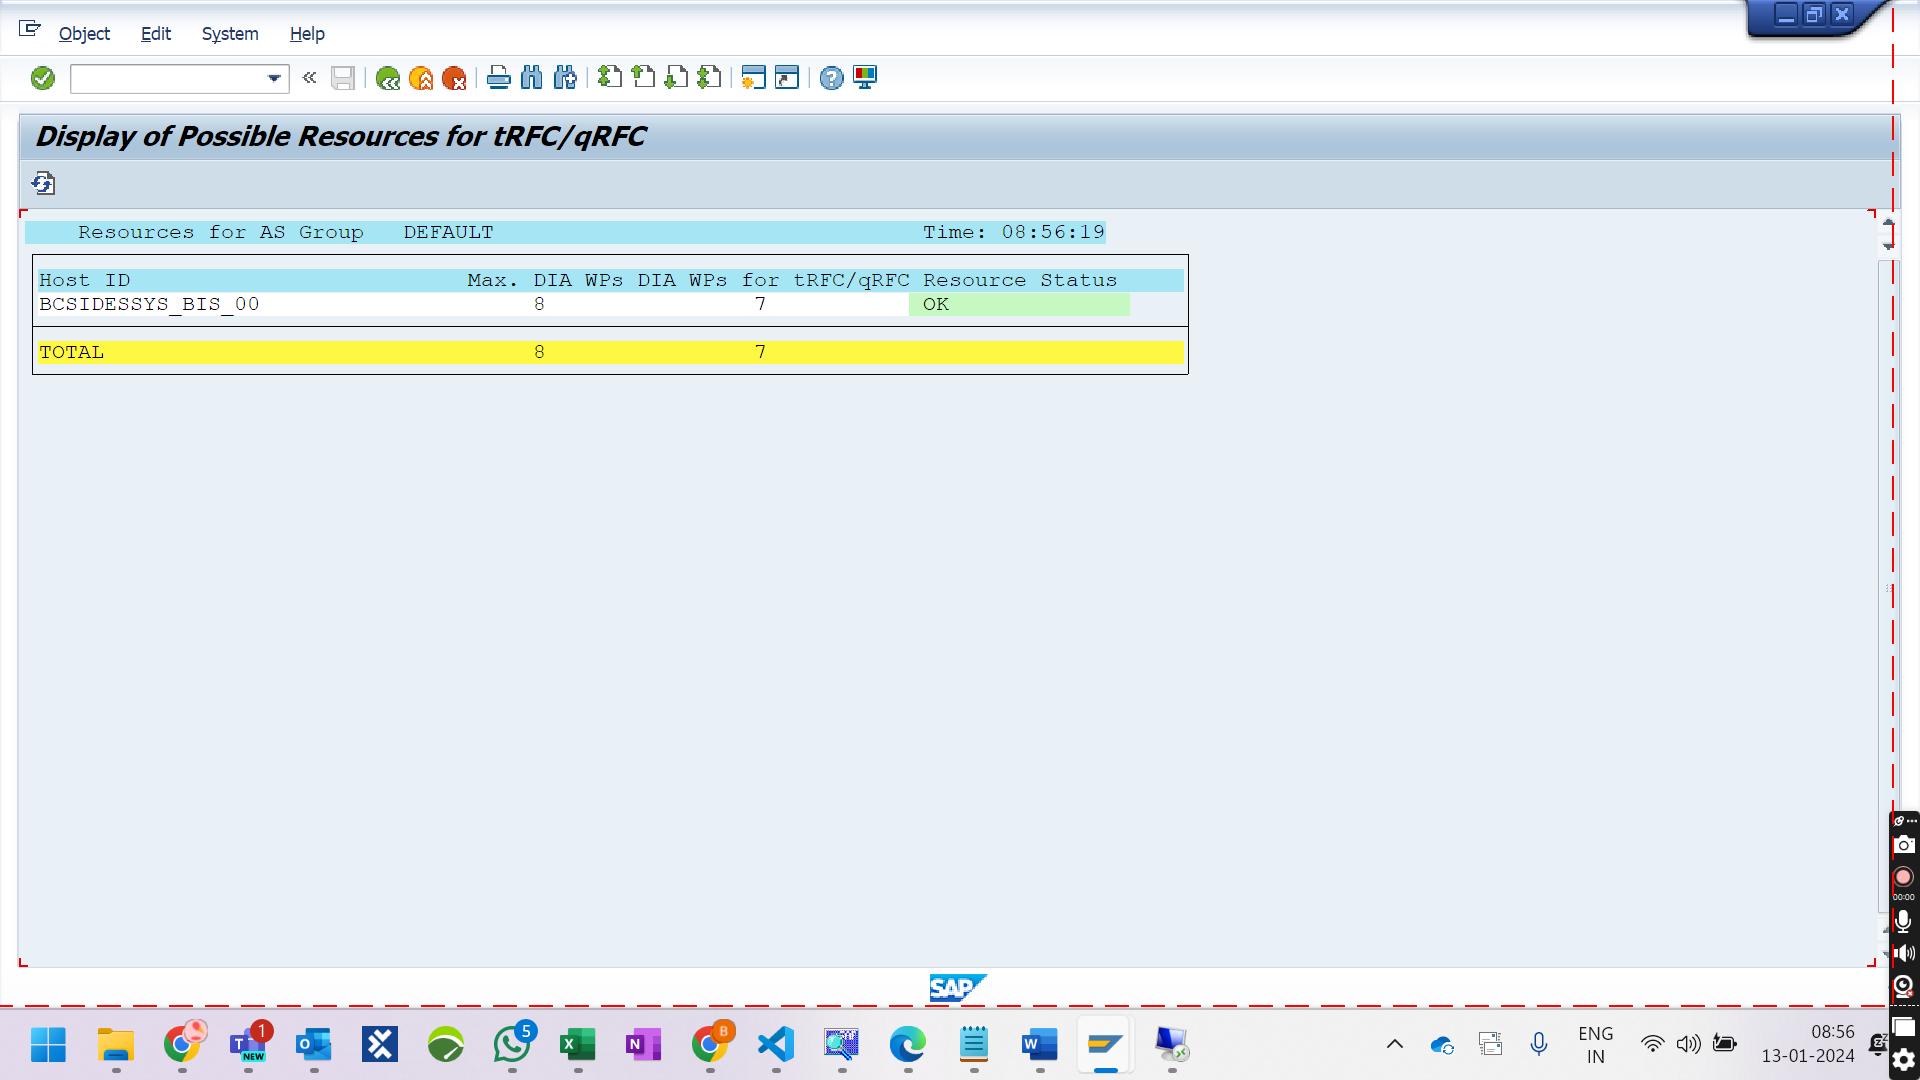 Object Edit System Help
Display of Possible Resources for tRFC/qRFC
Resources for AS Group DEFAULT Time: 08:56:19
Host ID Max. DIA WPs DIA WPs for tRFC/qRFC Resource Status
BCSIDESSYS_BIS_00 8 7 OK
TOTAL 8 7
SAP
00:00
1
NEW
5
B
ENG
IN
08:56
13-01-2024